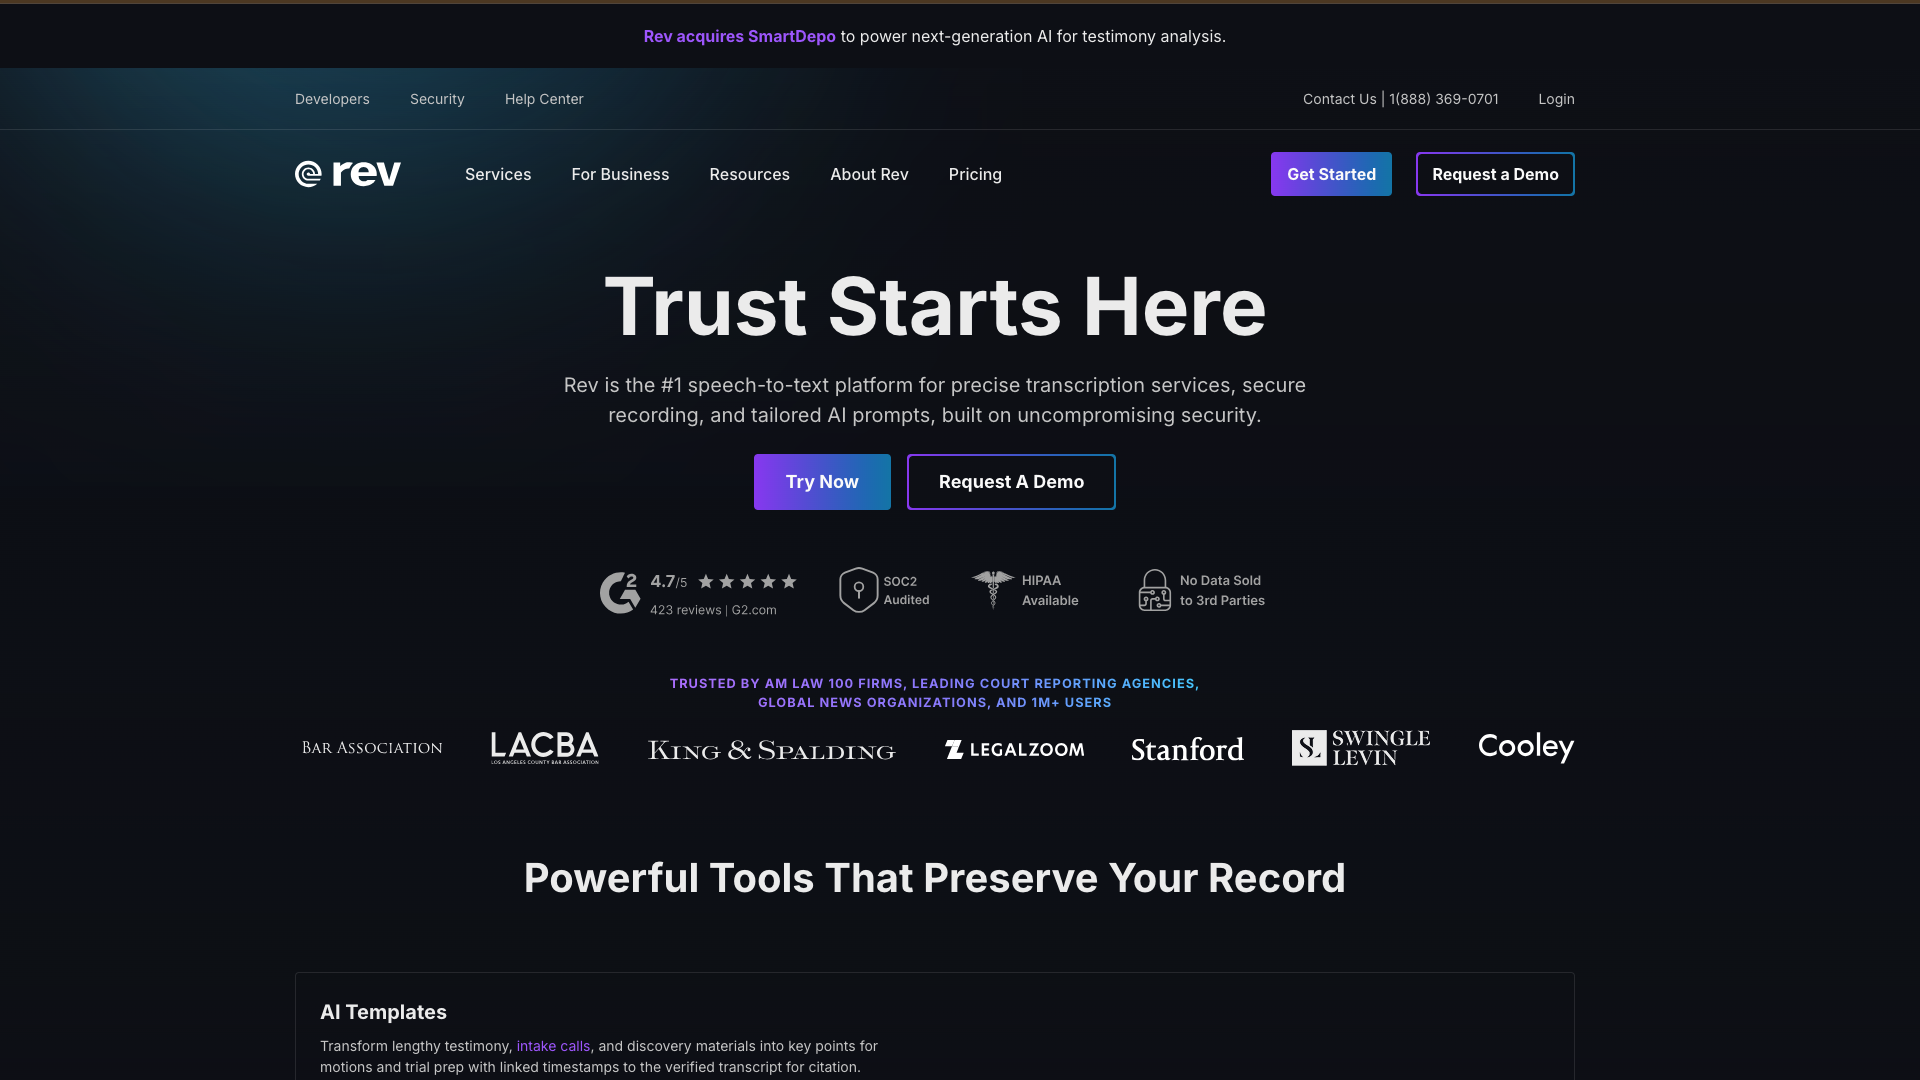 Rev acquires SmartDepo to power next-generation AI for testimony analysis.
Developers
Security
Help Center
Contact Us | 1(888) 369-0701
Login
rev
Services
For Business
Resources
About Rev
Pricing
Get Started
Request a Demo
Trust Starts Here
Rev is the #1 speech-to-text platform for precise transcription services, secure
recording, and tailored AI prompts, built on uncompromising security.
Try Now
Request A Demo
G2
4.7/5
423 reviews | G2.com
SOC2
Audited
HIPAA
Available
No Data Sold
to 3rd Parties
TRUSTED BY AM LAW 100 FIRMS, LEADING COURT REPORTING AGENCIES,
GLOBAL NEWS ORGANIZATIONS, AND 1M+ USERS
BAR ASSOCIATION
LACBA
LOS ANGELES COUNTY BAR ASSOCIATION
KING & SPALDING
LEGALZOOM
Stanford
SL
SWINGLE
LEVIN
Cooley
Powerful Tools That Preserve Your Record
AI Templates
Transform lengthy testimony, intake calls, and discovery materials into key points for
motions and trial prep with linked timestamps to the verified transcript for citation.